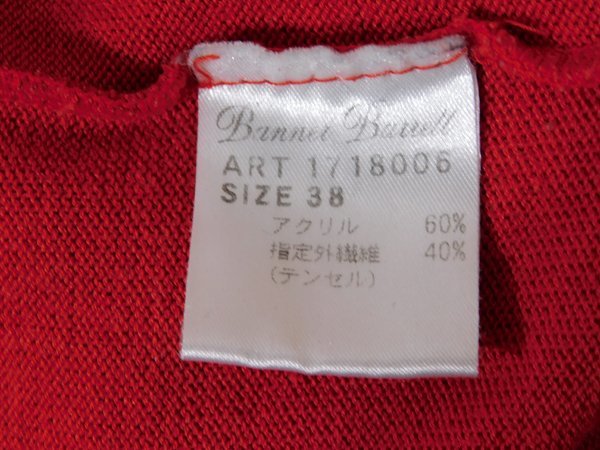 Banner Barrett
ART 1718006
SIZE 38
アクリル 60%
指定外繊維 40%
(テンセル)